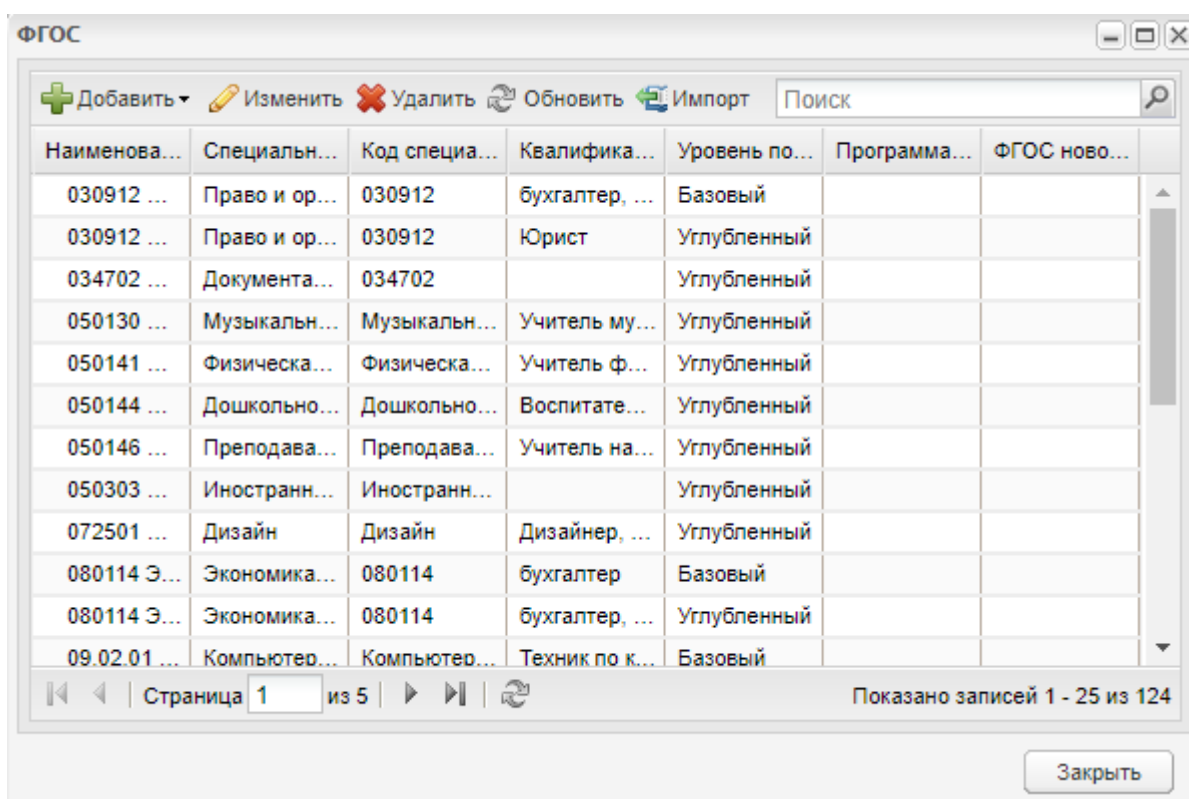 ФГОС
Добавить Изменить Удалить Обновить Импорт Поиск
Наименова... Специальн... Код специа... Квалифика... Уровень по... Программа... ФГОС ново...
030912 ... Право и ор... 030912 бухгалтер, ... Базовый
030912 ... Право и ор... 030912 Юрист Углубленный
034702 ... Документа... 034702 Углубленный
050130 ... Музыкальн... Музыкальн... Учитель му... Углубленный
050141 ... Физическа... Физическа... Учитель ф... Углубленный
050144 ... Дошкольно... Дошкольно... Воспитате... Углубленный
050146 ... Преподава... Преподава... Учитель на... Углубленный
050303 ... Иностранн... Иностранн... Углубленный
072501 ... Дизайн Дизайн Дизайнер, ... Углубленный
080114 Э... Экономика... 080114 бухгалтер Базовый
080114 Э... Экономика... 080114 бухгалтер, ... Углубленный
09.02.01 ... Компьютер... Компьютер... Техник по к... Базовый
Страница 1 из 5 Показано записей 1 - 25 из 124
Закрыть